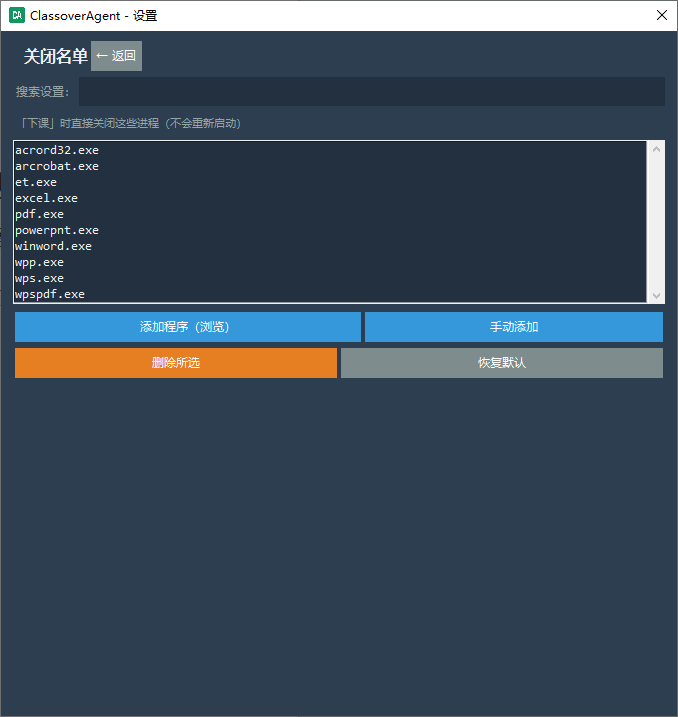 CA ClassoverAgent - 设置
关闭名单 ← 返回
搜索设置:
「下课」时直接关闭这些进程（不会重新启动）
acrord32.exe
arcrobat.exe
et.exe
excel.exe
pdf.exe
powerpnt.exe
winword.exe
wpp.exe
wps.exe
wpspdf.exe
添加程序（浏览） 手动添加
删除所选 恢复默认